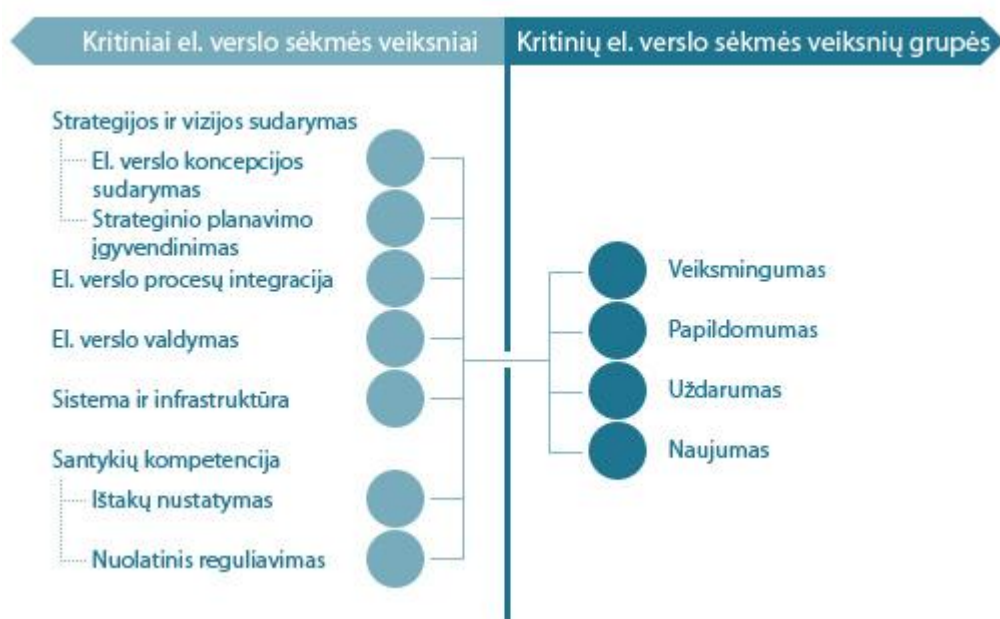 Kritiniai el. verslo sėkmės veiksniai
Kritinių el. verslo sėkmės veiksnių grupės
Strategijos ir vizijos sudarymas
El. verslo koncepcijos
sudarymas
Strateginio planavimo
įgyvendinimas
El. verslo procesų integracija
El. verslo valdymas
Sistema ir infrastruktūra
Santykių kompetencija
Ištakų nustatymas
Nuolatinis reguliavimas
Veiksmingumas
Papildomumas
Uždarumas
Naujumas